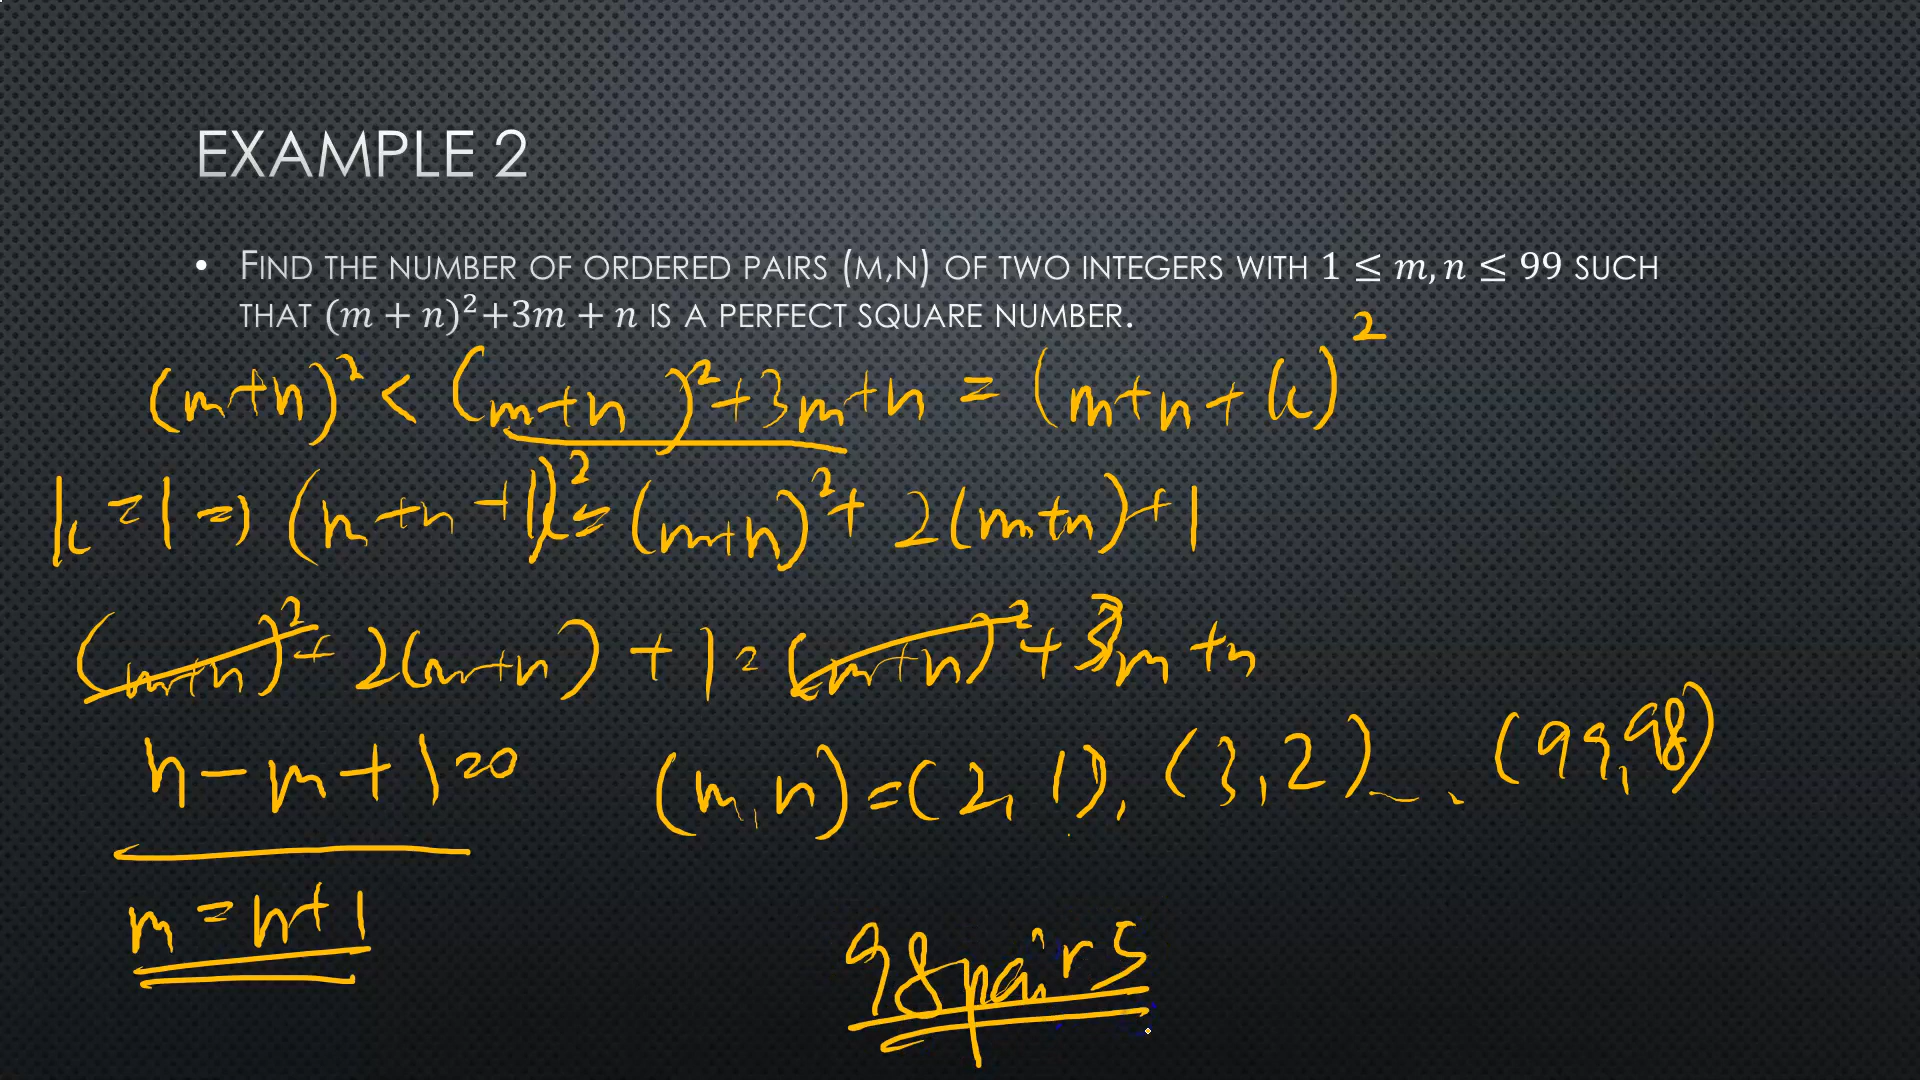 EXAMPLE 2
• FIND THE NUMBER OF ORDERED PAIRS (M,N) OF TWO INTEGERS WITH 1 ≤ m, n ≤ 99 SUCH
THAT (m + n)²+3m + n IS A PERFECT SQUARE NUMBER.
(m+n)² < (m+n)²+3m+n = (m+n+k)²
k=1 => (m+n+1)² = (m+n)²+ 2(m+n)+1
(m+n)²+ 2(m+n) + 1 = (m+n)²+3m+n
n-m+1=0 (m,n)=(2,1), (3,2)... (99,98)
m=n+1
98 pairs